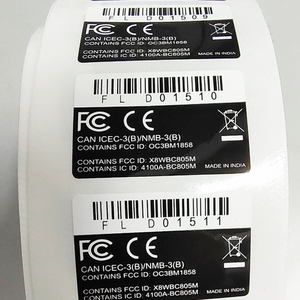 F L D01509
CAN ICEC-3(B)/NMB-3(B)
CONTAINS FCC ID: OC3BM1858
CONTAINS FCC ID: X8WBC805M
CONTAINS IC ID: 4100A-BC805M
MADE IN INDIA
F L D01510
FC CE
CAN ICEC-3(B)/NMB-3(B)
CONTAINS FCC ID: OC3BM1858
CONTAINS FCC ID: X8WBC805M
CONTAINS IC ID: 4100A-BC805M
MADE IN INDIA
F L D01511
FC CE
CAN ICEC-3(B)/NMB-3(B)
CONTAINS FCC ID: OC3BM1858
CONTAINS FCC ID: X8WBC805M
CONTAINS IC ID: 4100A-BC805M
MADE IN INDIA